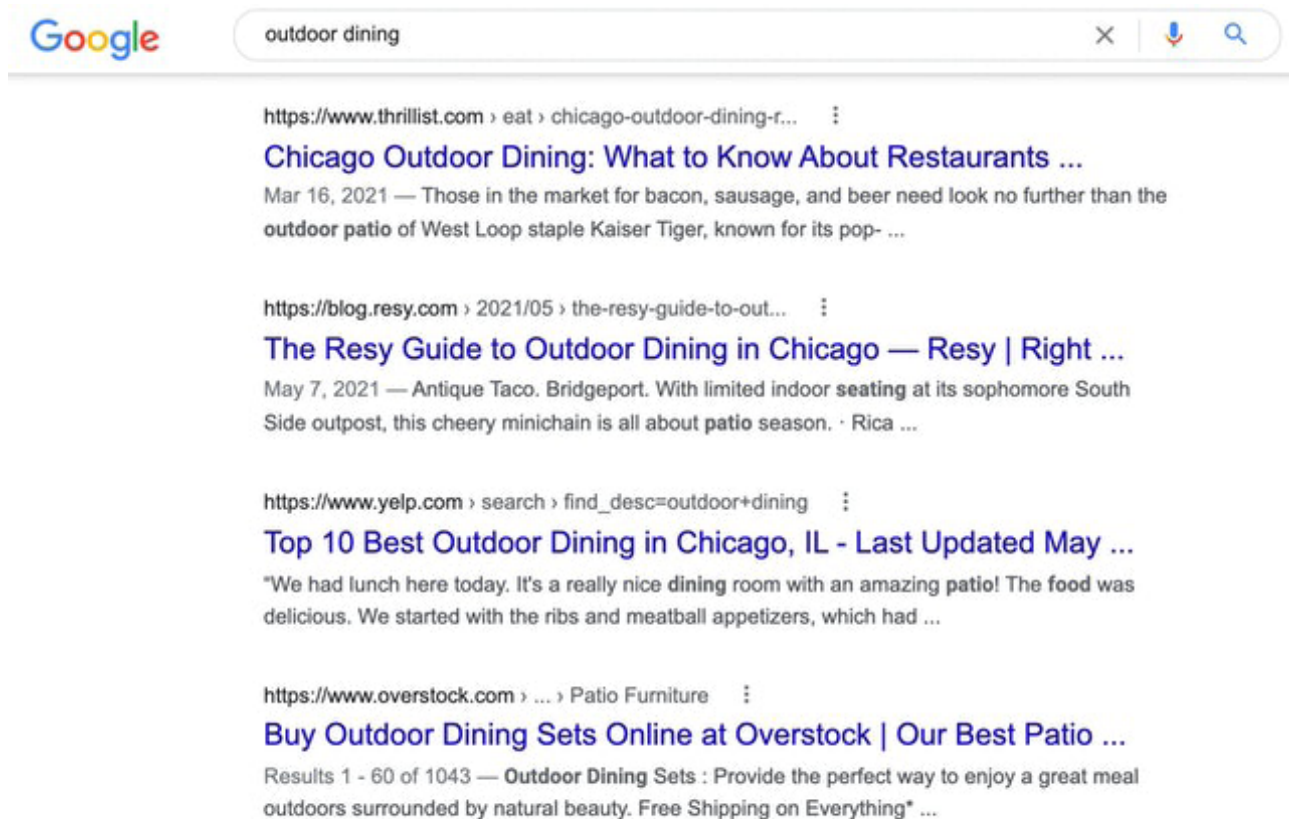 Google
outdoor dining
https://www.thrillist.com › eat › chicago-outdoor-dining-r...
Chicago Outdoor Dining: What to Know About Restaurants ...
Mar 16, 2021 — Those in the market for bacon, sausage, and beer need look no further than the
outdoor patio of West Loop staple Kaiser Tiger, known for its pop- ...
https://blog.resy.com › 2021/05 › the-resy-guide-to-out...
The Resy Guide to Outdoor Dining in Chicago — Resy | Right ...
May 7, 2021 — Antique Taco. Bridgeport. With limited indoor seating at its sophomore South
Side outpost, this cheery minichain is all about patio season. · Rica ...
https://www.yelp.com › search › find_desc=outdoor+dining
Top 10 Best Outdoor Dining in Chicago, IL - Last Updated May ...
“We had lunch here today. It's a really nice dining room with an amazing patio! The food was
delicious. We started with the ribs and meatball appetizers, which had ...
https://www.overstock.com › ... › Patio Furniture
Buy Outdoor Dining Sets Online at Overstock | Our Best Patio ...
Results 1 - 60 of 1043 — Outdoor Dining Sets : Provide the perfect way to enjoy a great meal
outdoors surrounded by natural beauty. Free Shipping on Everything* ...